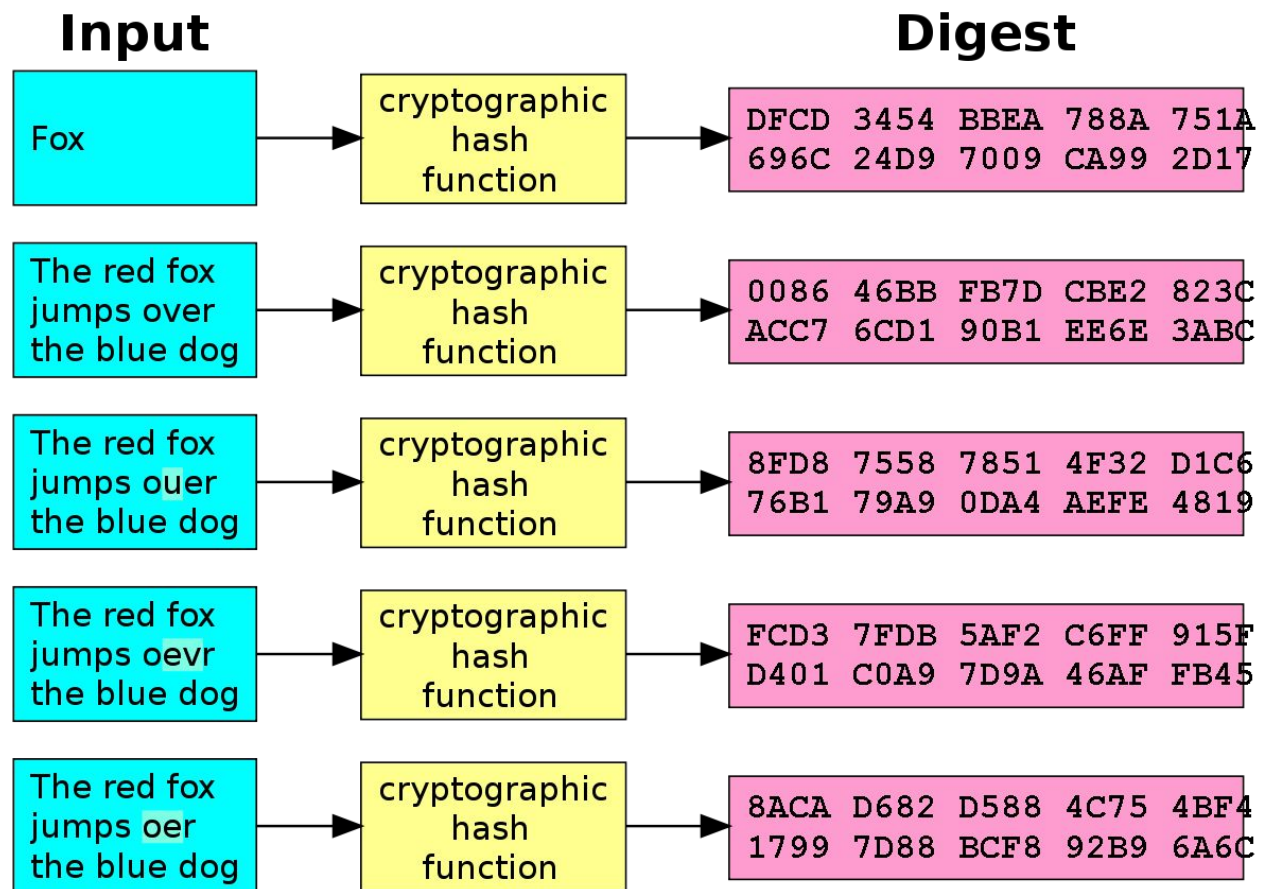 Input
Digest
Fox
cryptographic
hash
function
DFCD 3454 BBEA 788A 751A
696C 24D9 7009 CA99 2D17
The red fox
jumps over
the blue dog
cryptographic
hash
function
0086 46BB FB7D CBE2 823C
ACC7 6CD1 90B1 EE6E 3ABC
The red fox
jumps ouer
the blue dog
cryptographic
hash
function
8FD8 7558 7851 4F32 D1C6
76B1 79A9 0DA4 AEFE 4819
The red fox
jumps oevr
the blue dog
cryptographic
hash
function
FCD3 7FDB 5AF2 C6FF 915F
D401 C0A9 7D9A 46AF FB45
The red fox
jumps oer
the blue dog
cryptographic
hash
function
8ACA D682 D588 4C75 4BF4
1799 7D88 BCF8 92B9 6A6C